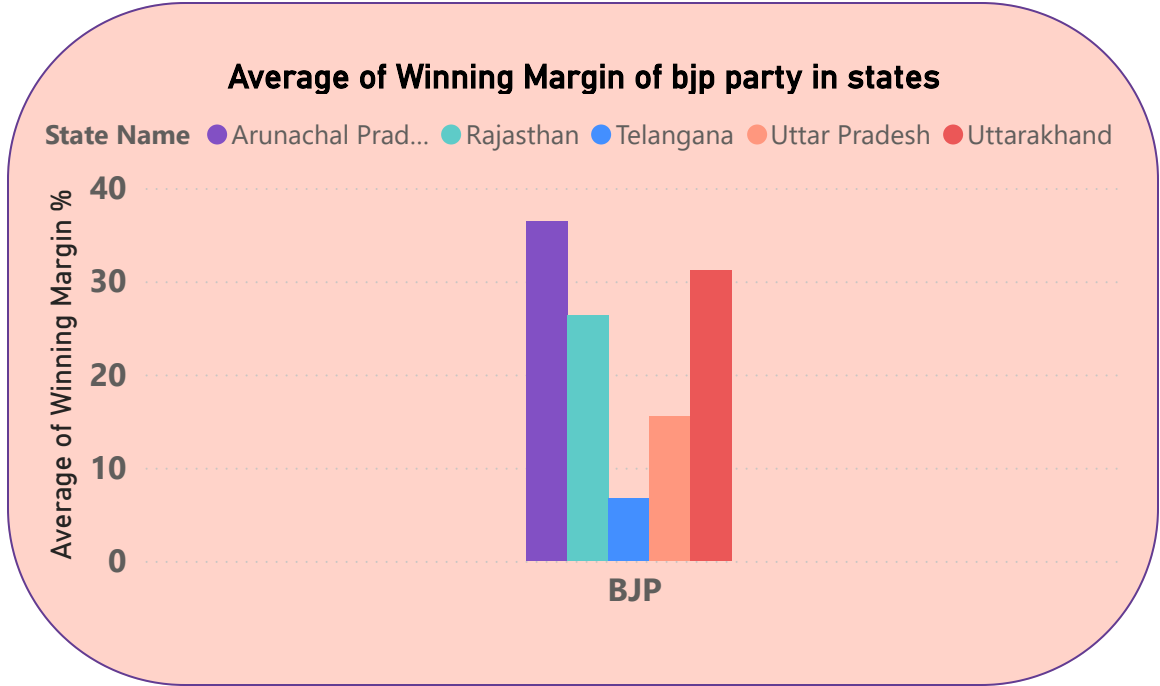 Average of Winning Margin of bjp party in states
State Name Arunachal Prad... Rajasthan Telangana Uttar Pradesh Uttarakhand
Average of Winning Margin %
40
30
20
10
0
BJP